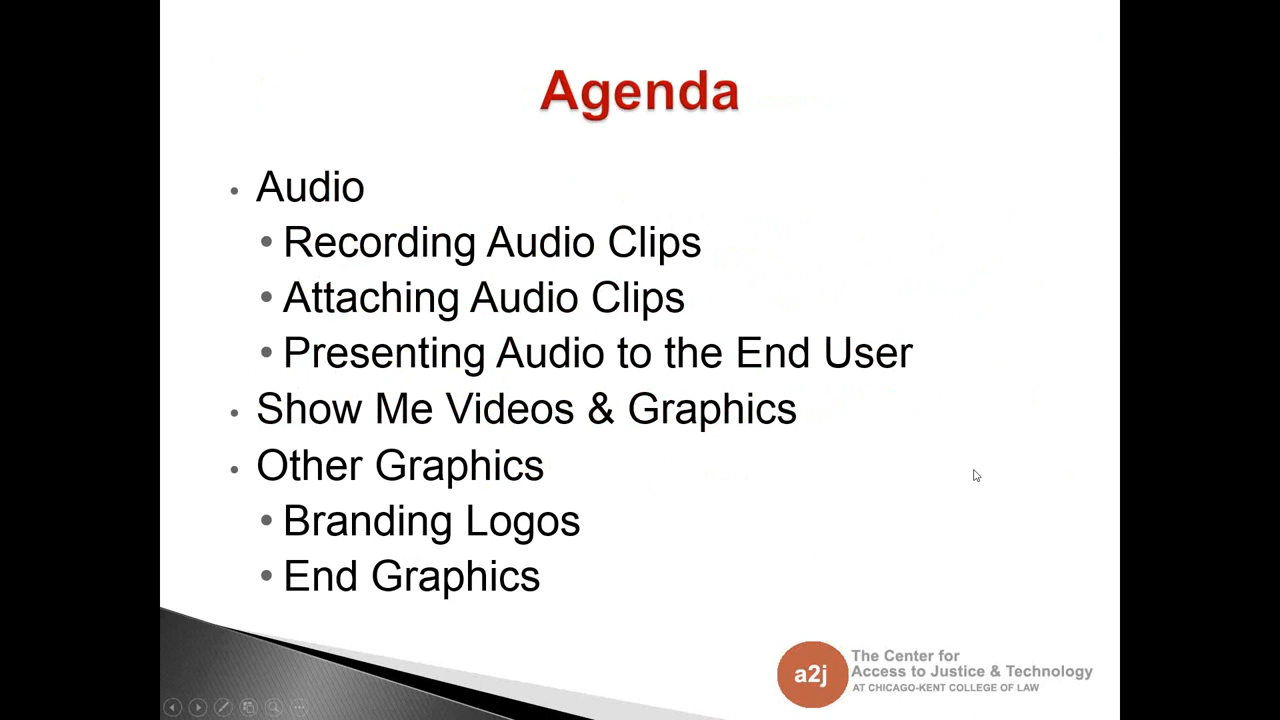 Agenda
• Audio
• Recording Audio Clips
• Attaching Audio Clips
• Presenting Audio to the End User
• Show Me Videos & Graphics
• Other Graphics
• Branding Logos
• End Graphics
a2j
The Center for
Access to Justice & Technology
AT CHICAGO-KENT COLLEGE OF LAW